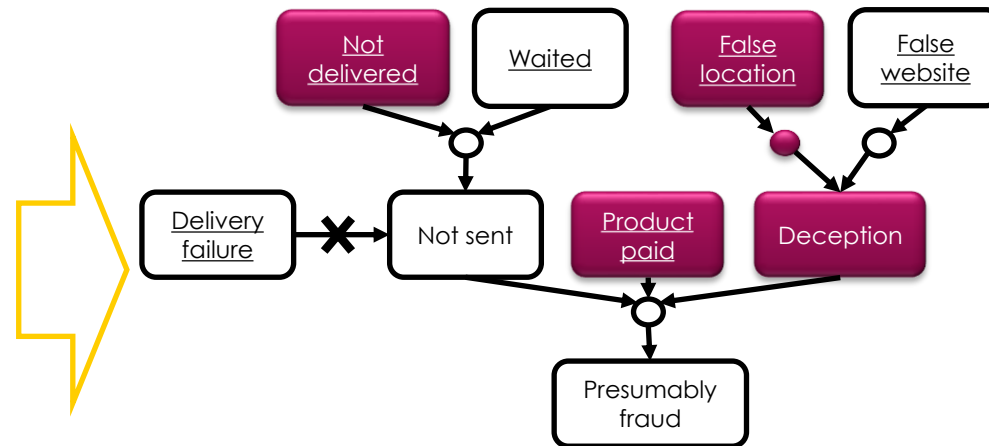 Not
delivered
Waited
False
location
False
website
Delivery
failure
Not sent
Product
paid
Deception
Presumably
fraud